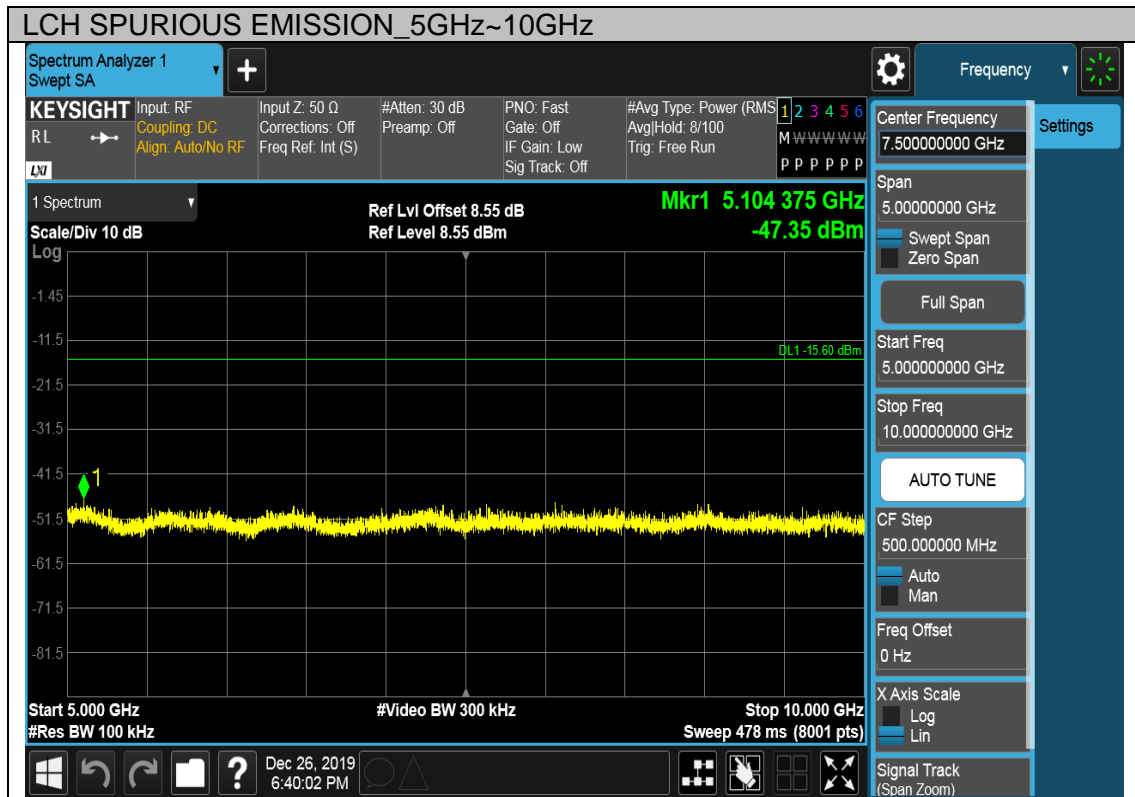 LCH SPURIOUS EMISSION_5GHz~10GHz
Spectrum Analyzer 1
Swept SA
+
Frequency
KEYSIGHT
RL
LXI
Input: RF
Coupling: DC
Align: Auto/No RF
Input Z: 50 Ω
Corrections: Off
Freq Ref: Int (S)
#Atten: 30 dB
Preamp: Off
PNO: Fast
Gate: Off
IF Gain: Low
Sig Track: Off
#Avg Type: Power (RMS
Avg|Hold: 8/100
Trig: Free Run
1 2 3 4 5 6
M W W W W W
P P P P P P
1 Spectrum
Scale/Div 10 dB
Log
Ref Lvl Offset 8.55 dB
Ref Level 8.55 dBm
Mkr1 5.104 375 GHz
-47.35 dBm
-1.45
-11.5
DL1 -15.60 dBm
-21.5
-31.5
-41.5
1
-51.5
-61.5
-71.5
-81.5
Start 5.000 GHz
#Res BW 100 kHz
#Video BW 300 kHz
Stop 10.000 GHz
Sweep 478 ms (8001 pts)
Center Frequency
7.500000000 GHz
Settings
Span
5.00000000 GHz
Swept Span
Zero Span
Full Span
Start Freq
5.000000000 GHz
Stop Freq
10.000000000 GHz
AUTO TUNE
CF Step
500.000000 MHz
Auto
Man
Freq Offset
0 Hz
X Axis Scale
Log
Lin
Signal Track
(Span Zoom)
?
Dec 26, 2019
6:40:02 PM